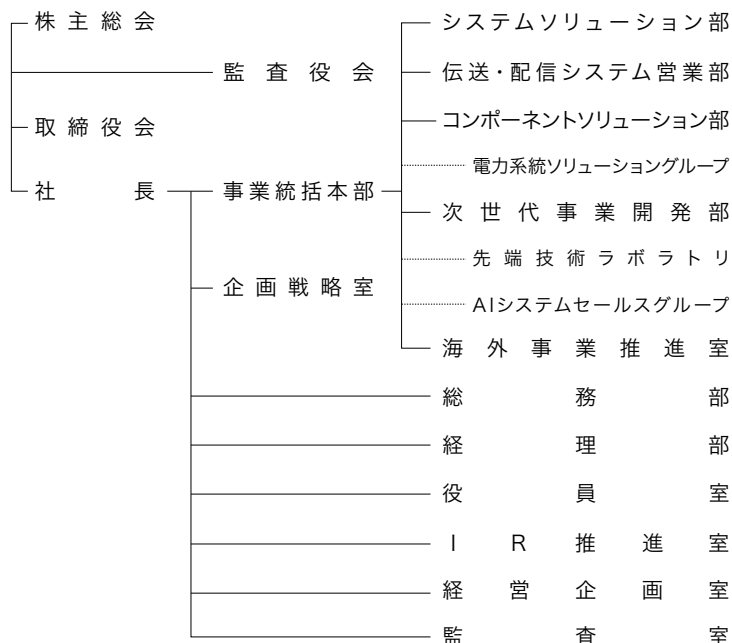 株主総会
監査役会
取締役会
社長
事業統括本部
企画戦略室
システムソリューション部
伝送・配信システム営業部
コンポーネントソリューション部
電力系統ソリューショングループ
次世代事業開発部
先端技術ラボラトリ
AIシステムセールスグループ
海外事業推進室
総務部
経理部
役員室
IR推進室
経営企画室
監査室